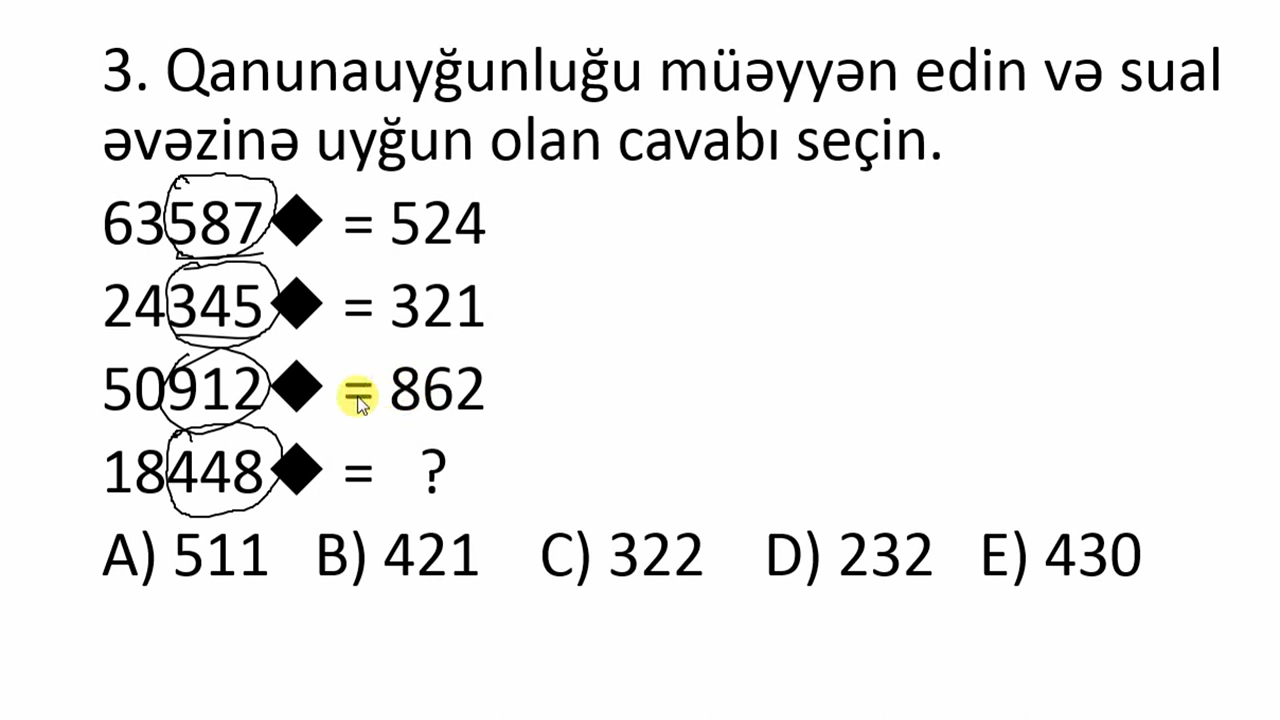 3. Qanunauyğunluğu müəyyən edin və sual
əvəzinə uyğun olan cavabı seçin.
63587◆ = 524
24345◆ = 321
50912◆ = 862
18448◆ = ?
A) 511 B) 421 C) 322 D) 232 E) 430